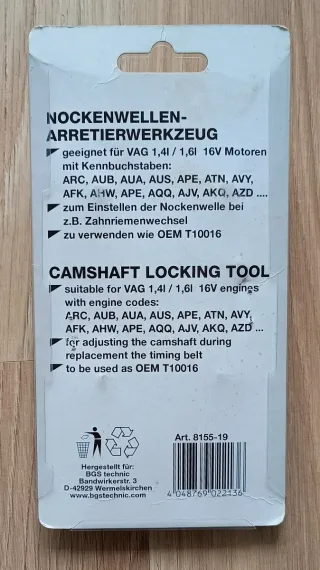 NOCKENWELLEN-
ARRETIERWERKZEUG
geeignet für VAG 1,4l / 1,6l 16V Motoren
mit Kennbuchstaben:
ARC, AUB, AUA, AUS, APE, ATN, AVY,
AFK, AHW, APE, AQQ, AJV, AKQ, AZD ....
zum Einstellen der Nockenwelle bei
z.B. Zahnriemenwechsel
zu verwenden wie OEM T10016
CAMSHAFT LOCKING TOOL
suitable for VAG 1,4l / 1,6l 16V engines
with engine codes:
ARC, AUB, AUA, AUS, APE, ATN, AVY,
AFK, AHW, APE, AQQ, AJV, AKQ, AZD ...
for adjusting the camshaft during
replacement the timing belt
to be used as OEM T10016
Art. 8155-19
Hergestellt für:
BGS technic
Bandwirkerstr. 3
D-42929 Wermelskirchen
www.bgstechnic.com
4 048769 022136